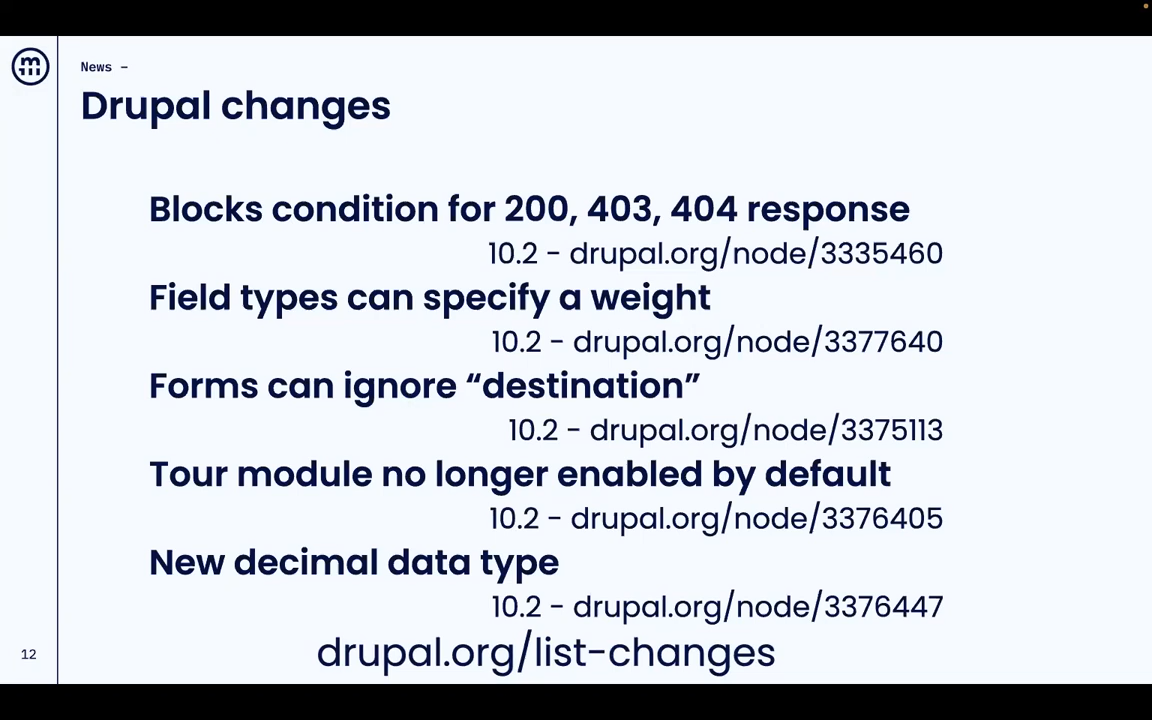 News –
Drupal changes
Blocks condition for 200, 403, 404 response
10.2 - drupal.org/node/3335460
Field types can specify a weight
10.2 - drupal.org/node/3377640
Forms can ignore “destination”
10.2 - drupal.org/node/3375113
Tour module no longer enabled by default
10.2 - drupal.org/node/3376405
New decimal data type
10.2 - drupal.org/node/3376447
drupal.org/list-changes
12